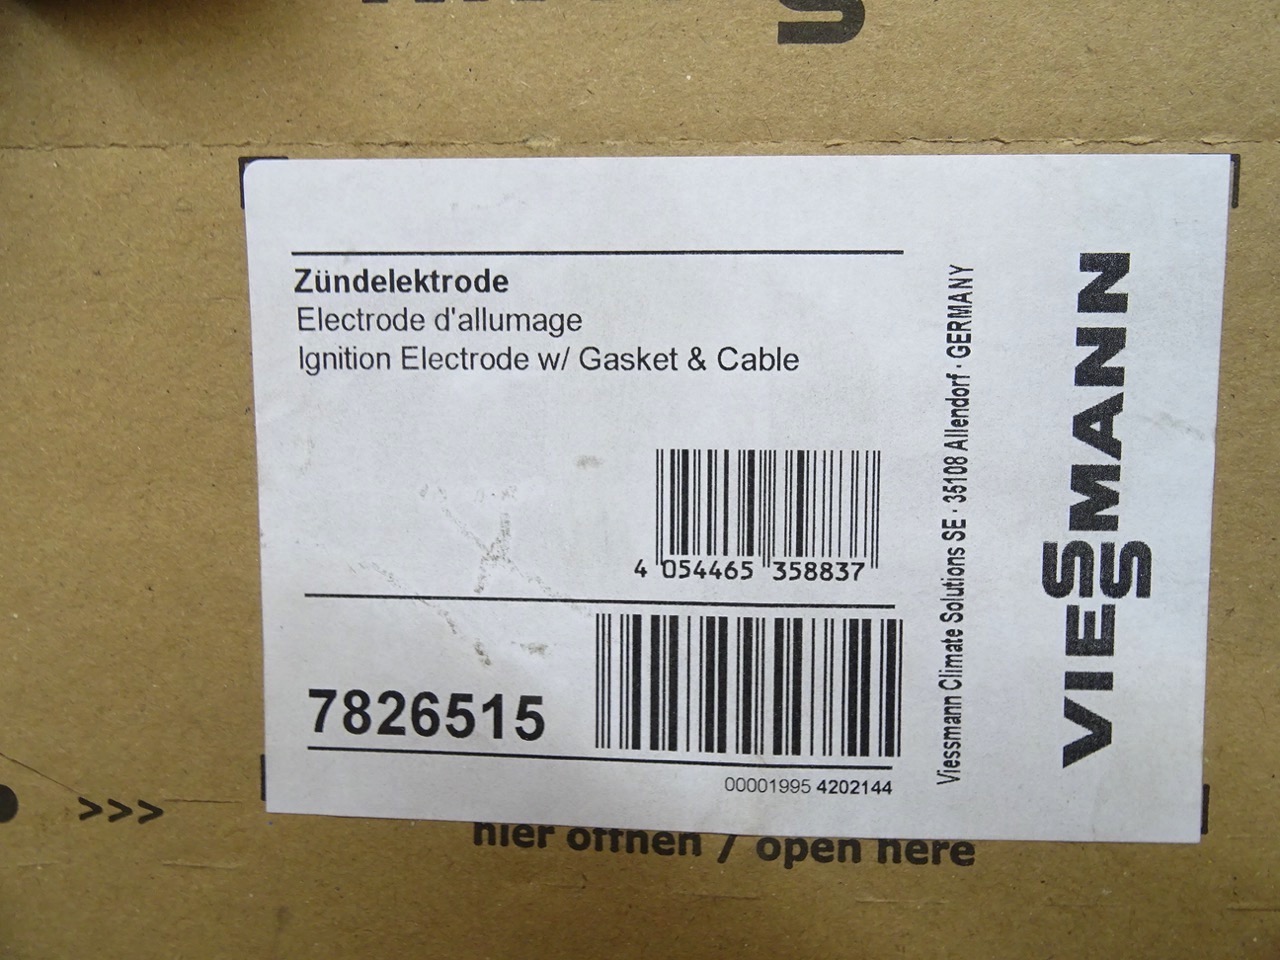 Zündelektrode
Electrode d'allumage
Ignition Electrode w/ Gasket & Cable
4 054465 358837
7826515
00001995 4202144
Viessmann Climate Solutions SE · 35108 Allendorf · GERMANY
VIESSMANN
>>>
hier öffnen / open here